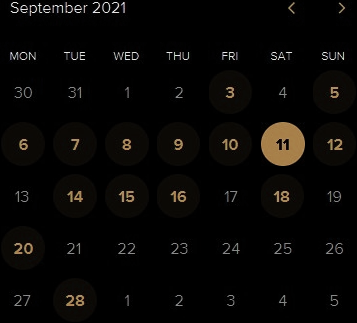 September 2021
MON TUE WED THU FRI SAT SUN
30 31 1 2 3 4 5
6 7 8 9 10 11 12
13 14 15 16 17 18 19
20 21 22 23 24 25 26
27 28 1 2 3 4 5